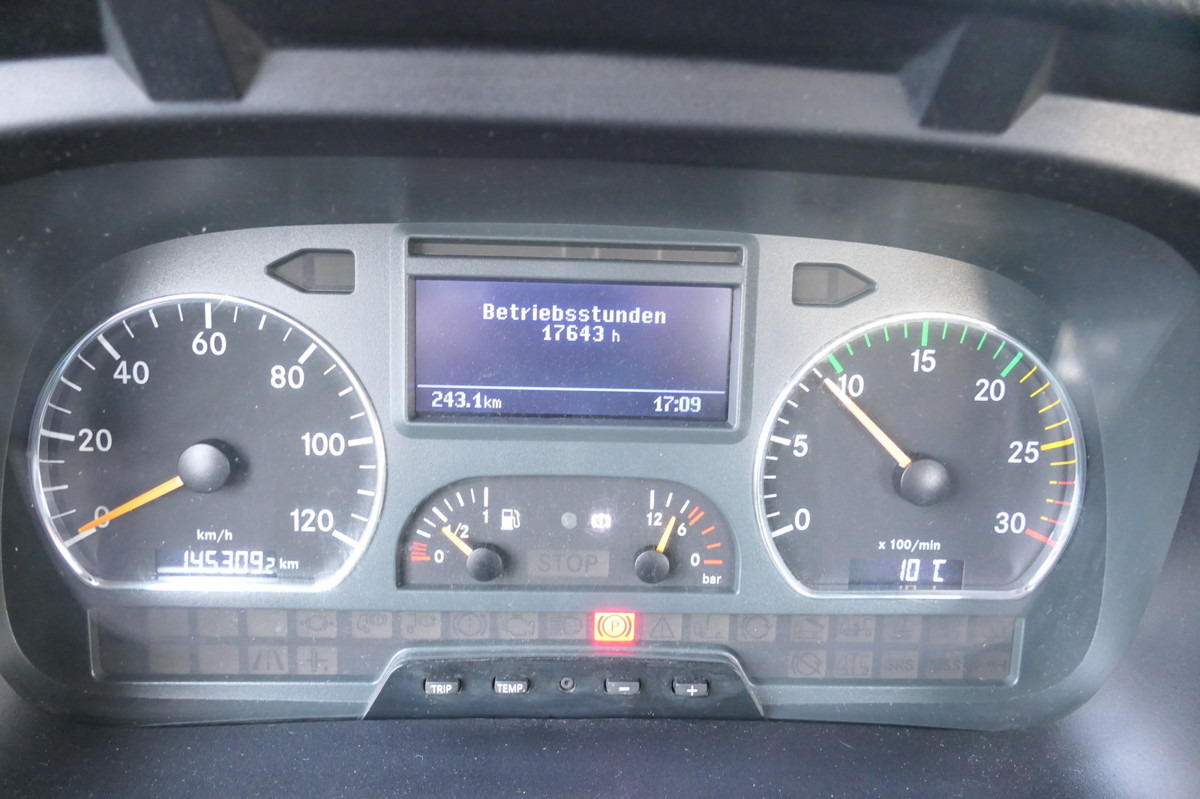 Betriebsstunden
17643 h
243.1km 17:09
0 20 40 60 80 100 120
km/h
145309,2 km
0 1/2 1
12 6 0
bar
STOP
0 5 10 15 20 25 30
x 100/min
10 °C
P
SRS
TRIP TEMP. - +